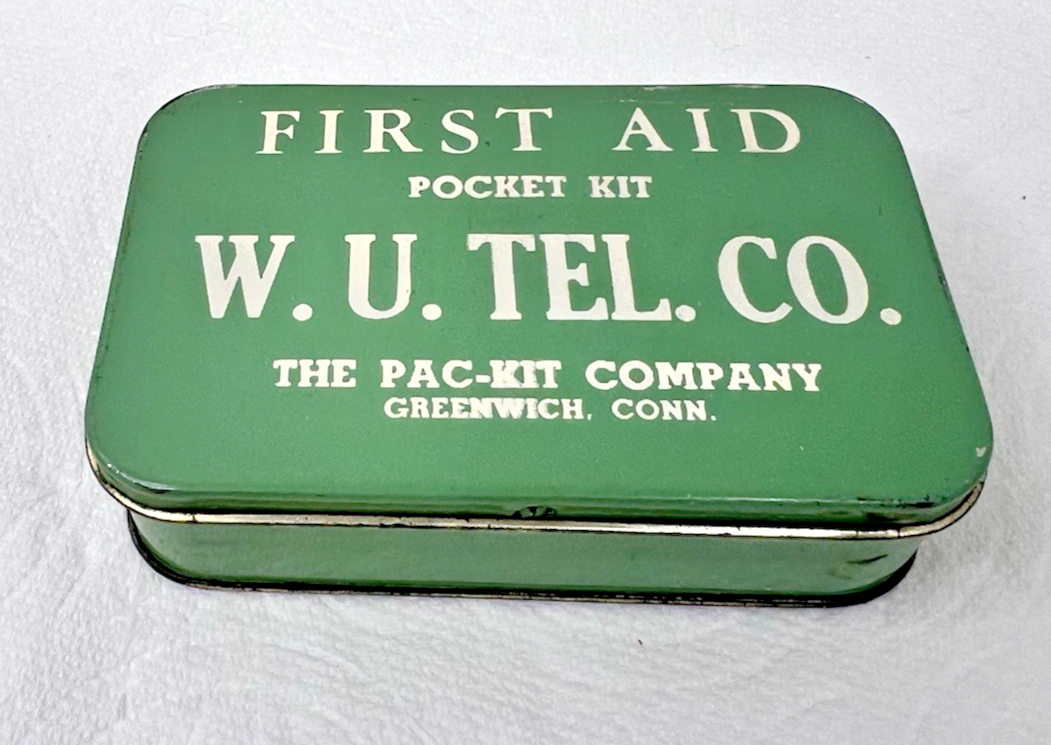 FIRST AID
POCKET KIT
W. U. TEL. CO.
THE PAC-KIT COMPANY
GREENWICH, CONN.